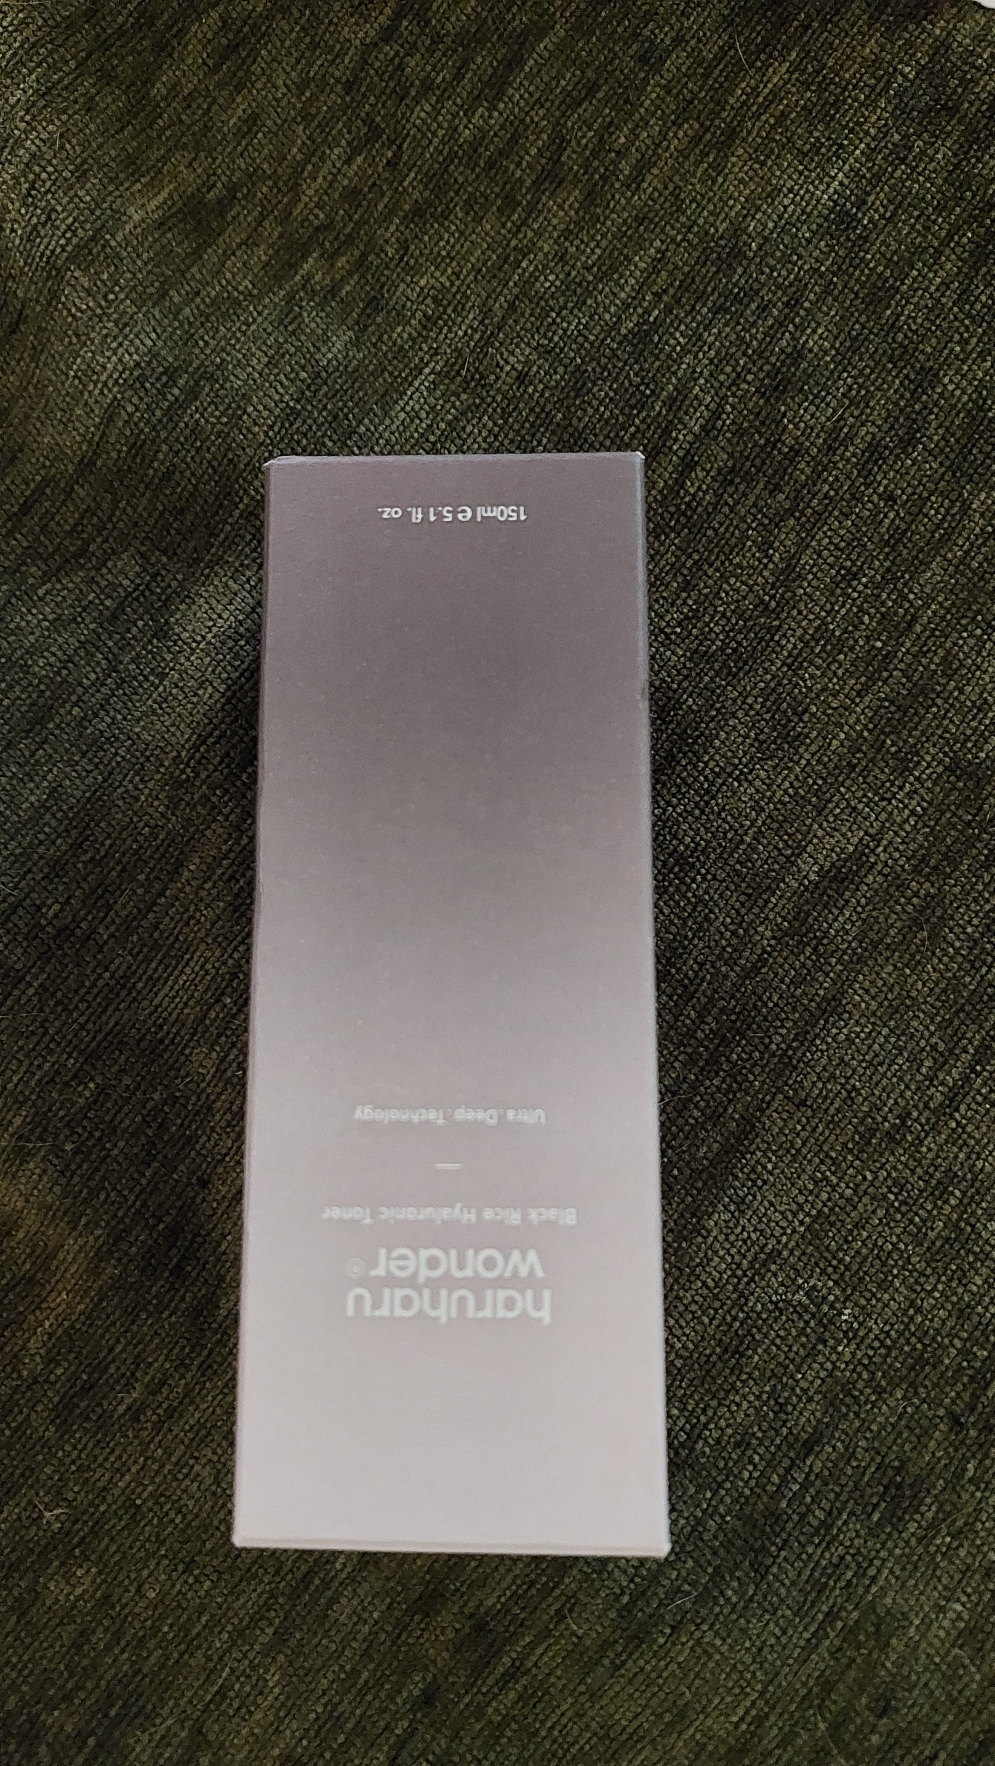 haruharu
wonder®
Black Rice Hyaluronic Toner
Ultra. Deep. Technology
150ml ℮ 5.1 fl. oz.